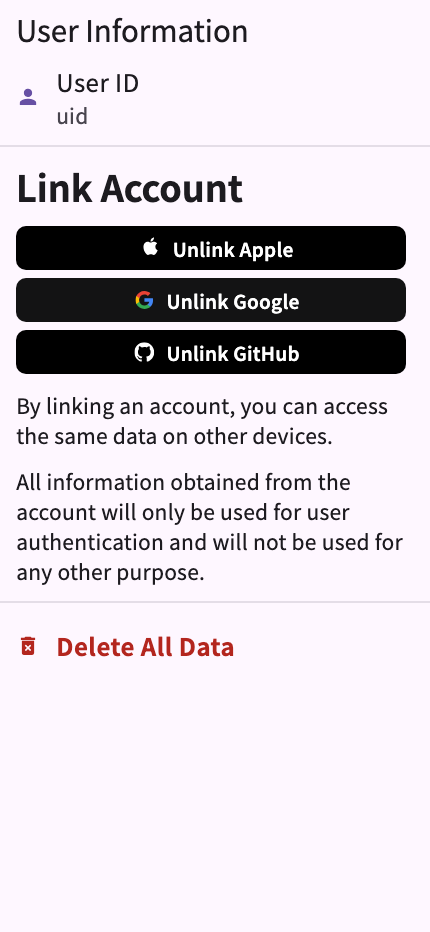 User Information
User ID
uid
Link Account
Unlink Apple
Unlink Google
Unlink GitHub
By linking an account, you can access
the same data on other devices.
All information obtained from the
account will only be used for user
authentication and will not be used for
any other purpose.
Delete All Data